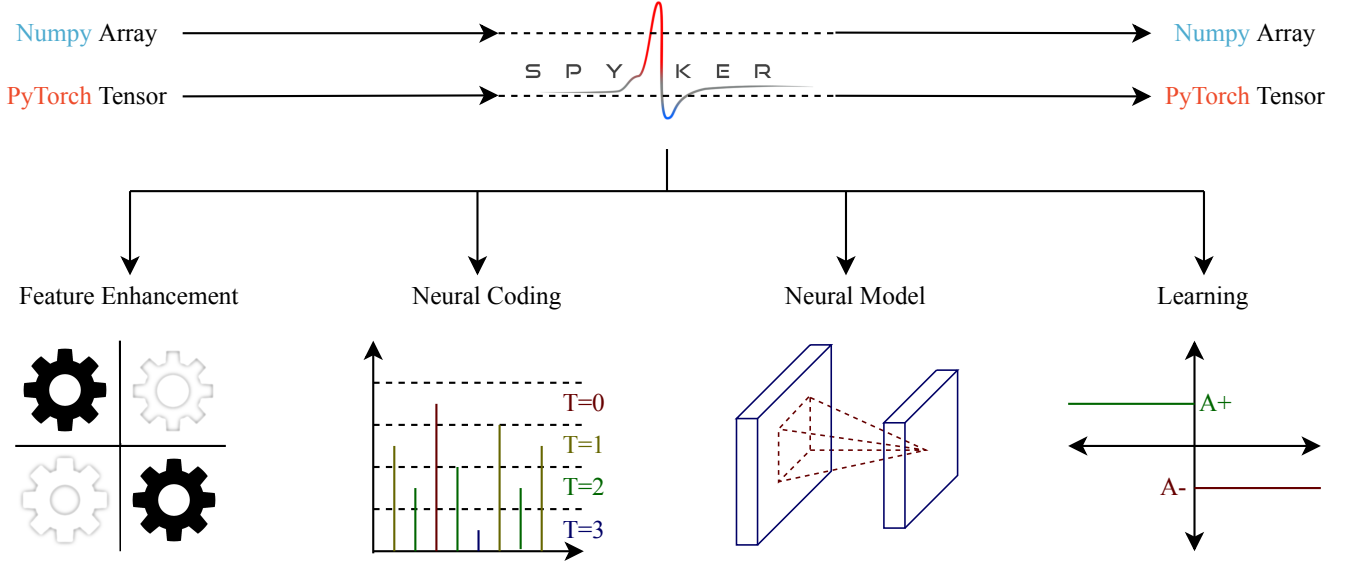 Numpy Array
Numpy Array
SPYKER
PyTorch Tensor
PyTorch Tensor
Feature Enhancement
Neural Coding
Neural Model
Learning
T=0
T=1
T=2
T=3
A+
A-